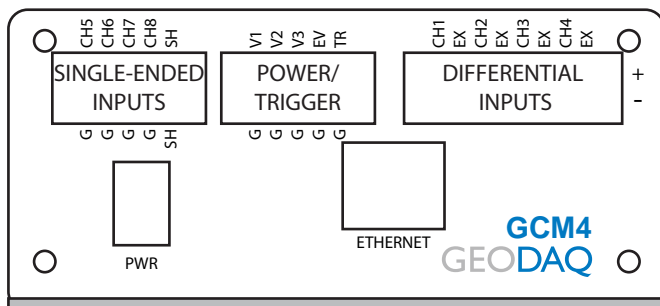 CH5 CH6 CH7 CH8 SH
V1 V2 V3 EV TR
CH1 EX CH2 EX CH3 EX CH4 EX
SINGLE-ENDED
INPUTS
POWER/
TRIGGER
DIFFERENTIAL
INPUTS
+
-
G G G G SH
G G G G G
PWR
ETHERNET
GCM4
GEODAQ